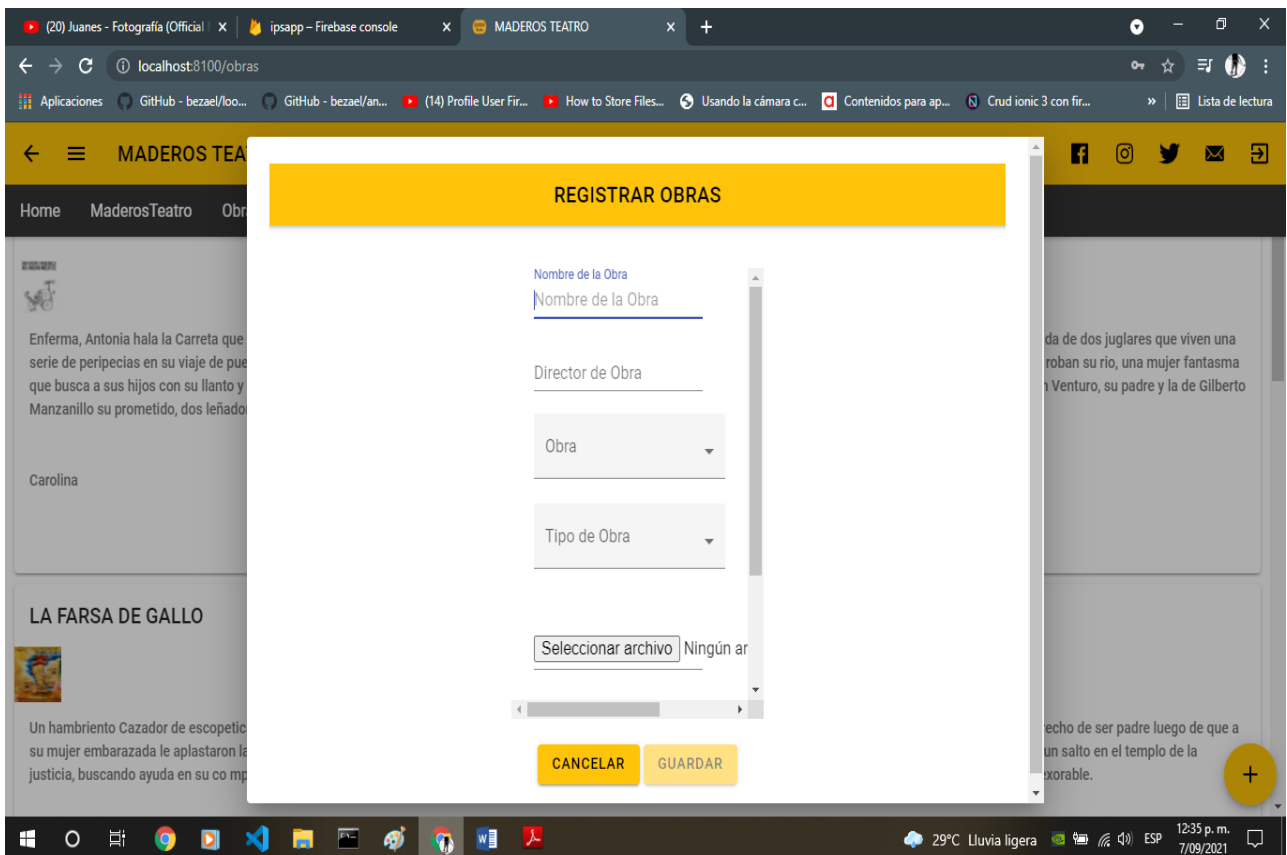 (20) Juanes - Fotografía (Official
ipsapp – Firebase console
MADEROS TEATRO
localhost:8100/obras
Aplicaciones
GitHub - bezael/loo...
GitHub - bezael/an...
(14) Profile User Fir...
How to Store Files...
Usando la cámara c...
Contenidos para ap...
Crud ionic 3 con fir...
»
Lista de lectura
MADEROS TEA
REGISTRAR OBRAS
Home
MaderosTeatro
Obr
Nombre de la Obra
Nombre de la Obra
Director de Obra
Obra
Tipo de Obra
Seleccionar archivo Ningún ar
CANCELAR
GUARDAR
Enferma, Antonia hala la Carreta que
da de dos juglares que viven una
serie de peripecias en su viaje de pue
roban su rio, una mujer fantasma
que busca a sus hijos con su llanto y
Venturo, su padre y la de Gilberto
Manzanillo su prometido, dos leñado
Carolina
LA FARSA DE GALLO
Un hambriento Cazador de escopetic
echo de ser padre luego de que a
su mujer embarazada le aplastaron la
un salto en el templo de la
justicia, buscando ayuda en su co mp
exorable.
+
29°C Lluvia ligera
ESP
12:35 p. m.
7/09/2021